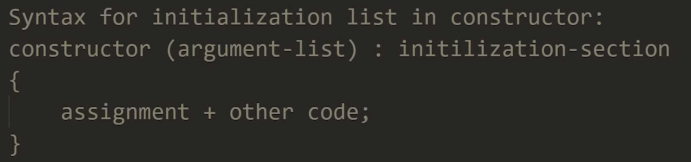 Syntax for initialization list in constructor:
constructor (argument-list) : initilization-section
{
    assignment + other code;
}